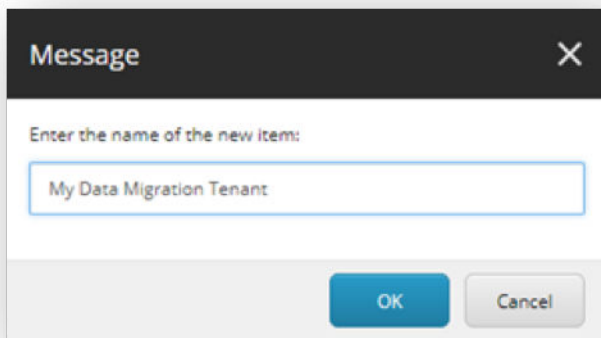 Message
Enter the name of the new item:
My Data Migration Tenant
OK Cancel